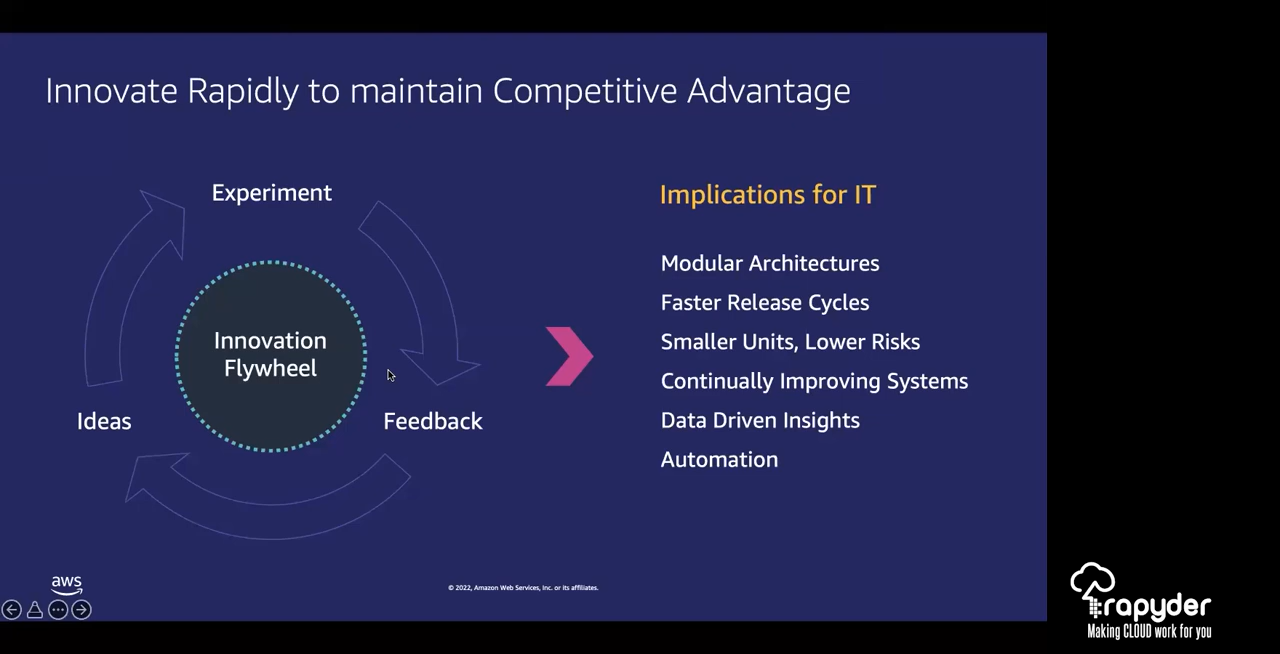 Innovate Rapidly to maintain Competitive Advantage
Experiment
Innovation
Flywheel
Ideas
Feedback
Implications for IT
Modular Architectures
Faster Release Cycles
Smaller Units, Lower Risks
Continually Improving Systems
Data Driven Insights
Automation
aws
© 2022, Amazon Web Services, Inc. or its affiliates.
rapyder
Making CLOUD work for you